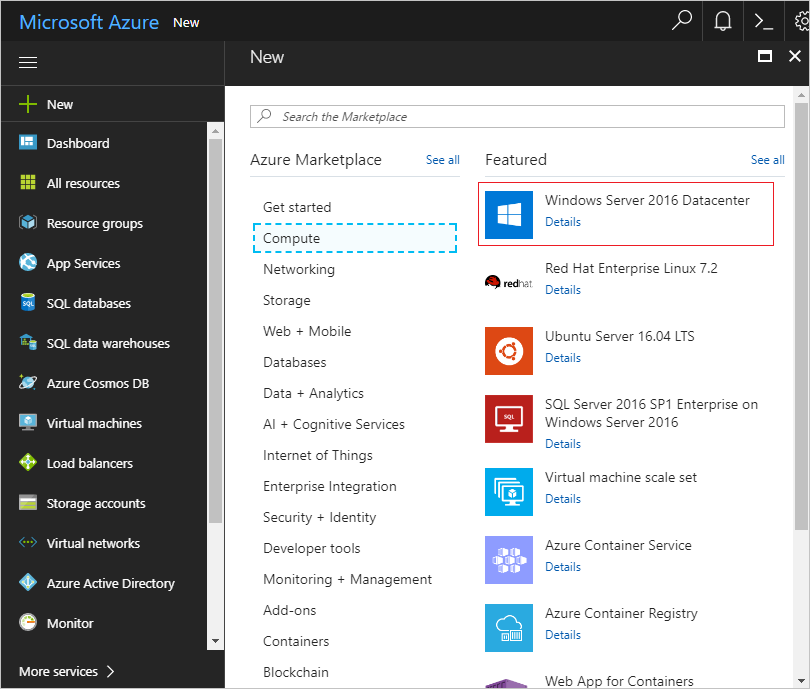 Microsoft Azure New
New
New
Dashboard
All resources
Resource groups
App Services
SQL databases
SQL data warehouses
Azure Cosmos DB
Virtual machines
Load balancers
Storage accounts
Virtual networks
Azure Active Directory
Monitor
More services
Search the Marketplace
Azure Marketplace
See all
Get started
Compute
Networking
Storage
Web + Mobile
Databases
Data + Analytics
AI + Cognitive Services
Internet of Things
Enterprise Integration
Security + Identity
Developer tools
Monitoring + Management
Add-ons
Containers
Blockchain
Featured
See all
Windows Server 2016 Datacenter
Details
redhat
Red Hat Enterprise Linux 7.2
Details
Ubuntu Server 16.04 LTS
Details
SQL
SQL Server 2016 SP1 Enterprise on
Windows Server 2016
Details
Virtual machine scale set
Details
Azure Container Service
Details
Azure Container Registry
Details
Web App for Containers